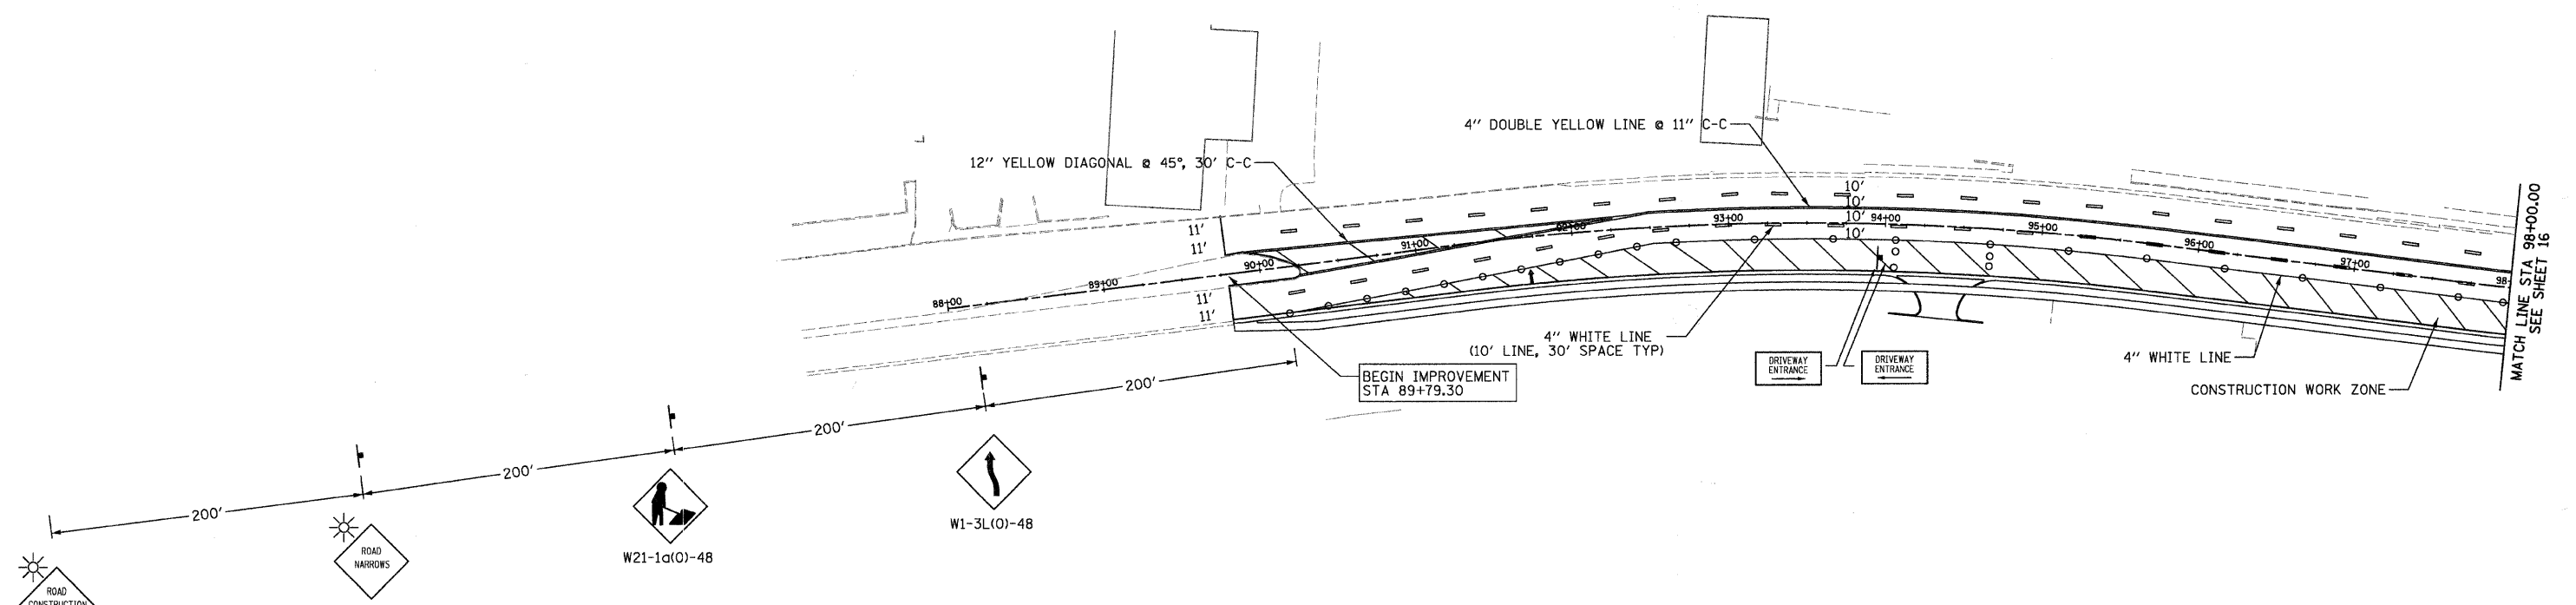 4" DOUBLE YELLOW LINE @ 11" C-C
12" YELLOW DIAGONAL @ 45°, 30' C-C
10'
10'
10'
10'
11'
11'
11'
11'
88+00
89+00
90+00
91+00
92+00
93+00
94+00
95+00
96+00
97+00
98
MATCH LINE STA 98+00.00
SEE SHEET 16
4" WHITE LINE
(10' LINE, 30' SPACE TYP)
DRIVEWAY
ENTRANCE
DRIVEWAY
ENTRANCE
4" WHITE LINE
CONSTRUCTION WORK ZONE
BEGIN IMPROVEMENT
STA 89+79.30
200'
200'
200'
200'
W1-3L(O)-48
W21-1a(O)-48
ROAD
NARROWS
ROAD
CONSTRUCTION